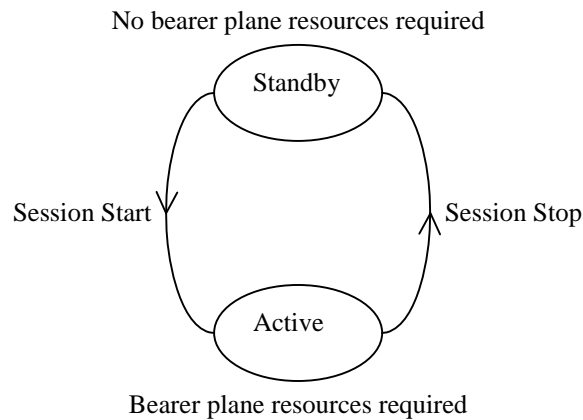 No bearer plane resources required
Standby
Session Start
Session Stop
Active
Bearer plane resources required